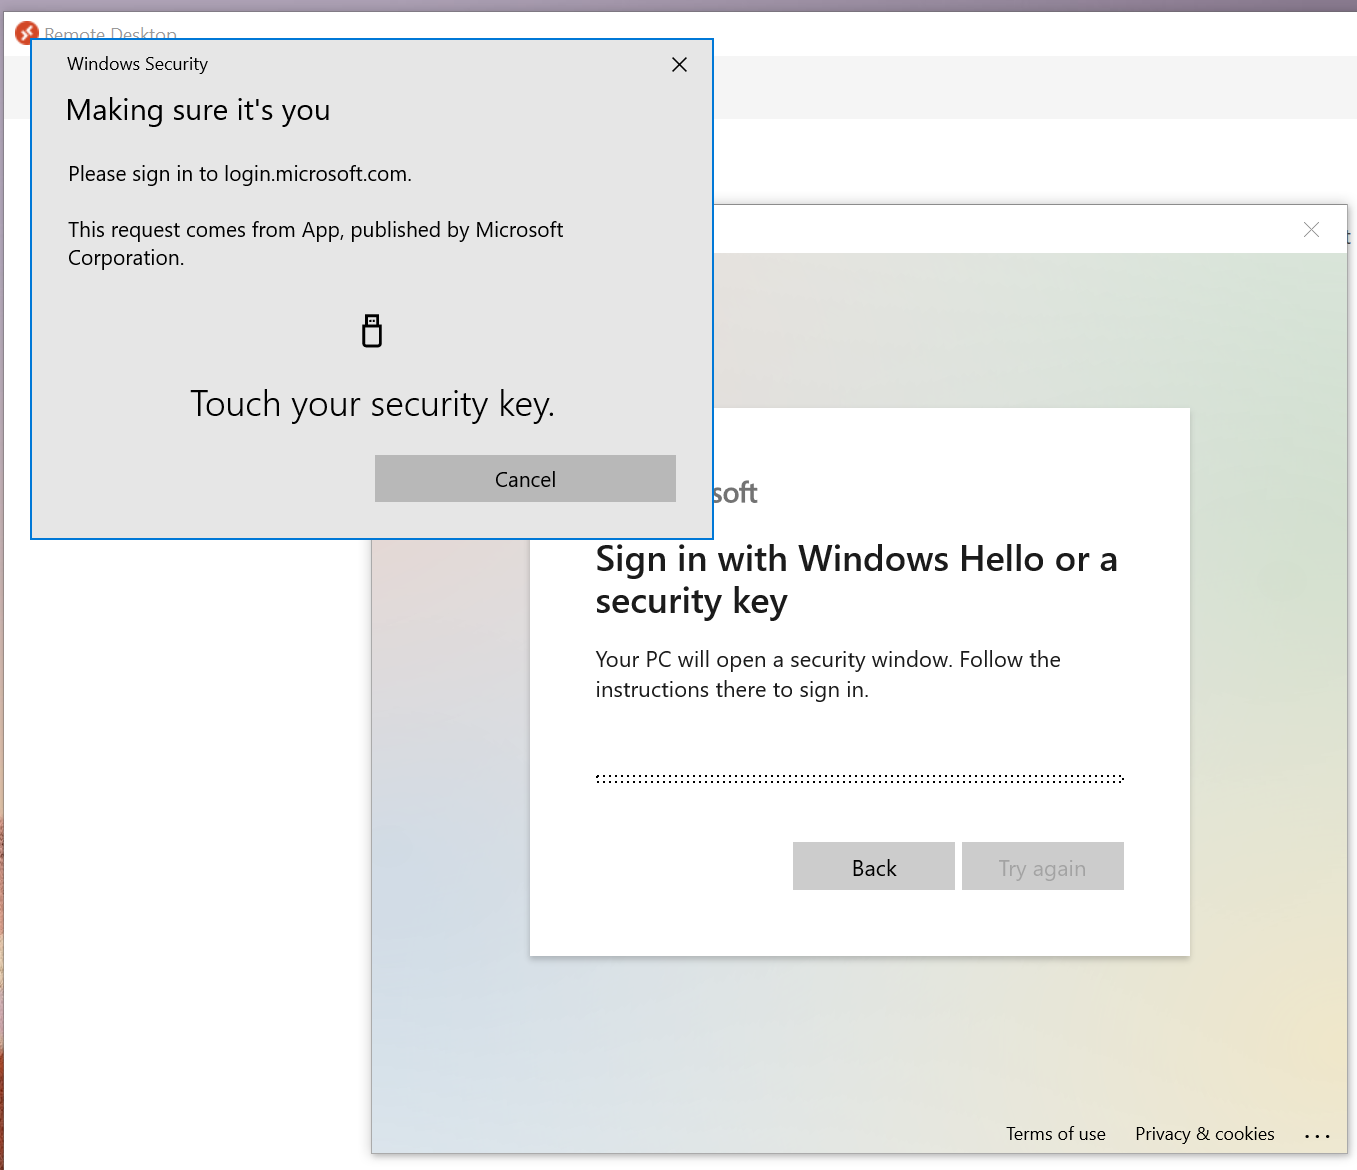 Remote Desktop
Windows Security
Making sure it's you
Please sign in to login.microsoft.com.
This request comes from App, published by Microsoft
Corporation.
Touch your security key.
Cancel
soft
Sign in with Windows Hello or a
security key
Your PC will open a security window. Follow the
instructions there to sign in.
Back
Try again
Terms of use
Privacy & cookies
...